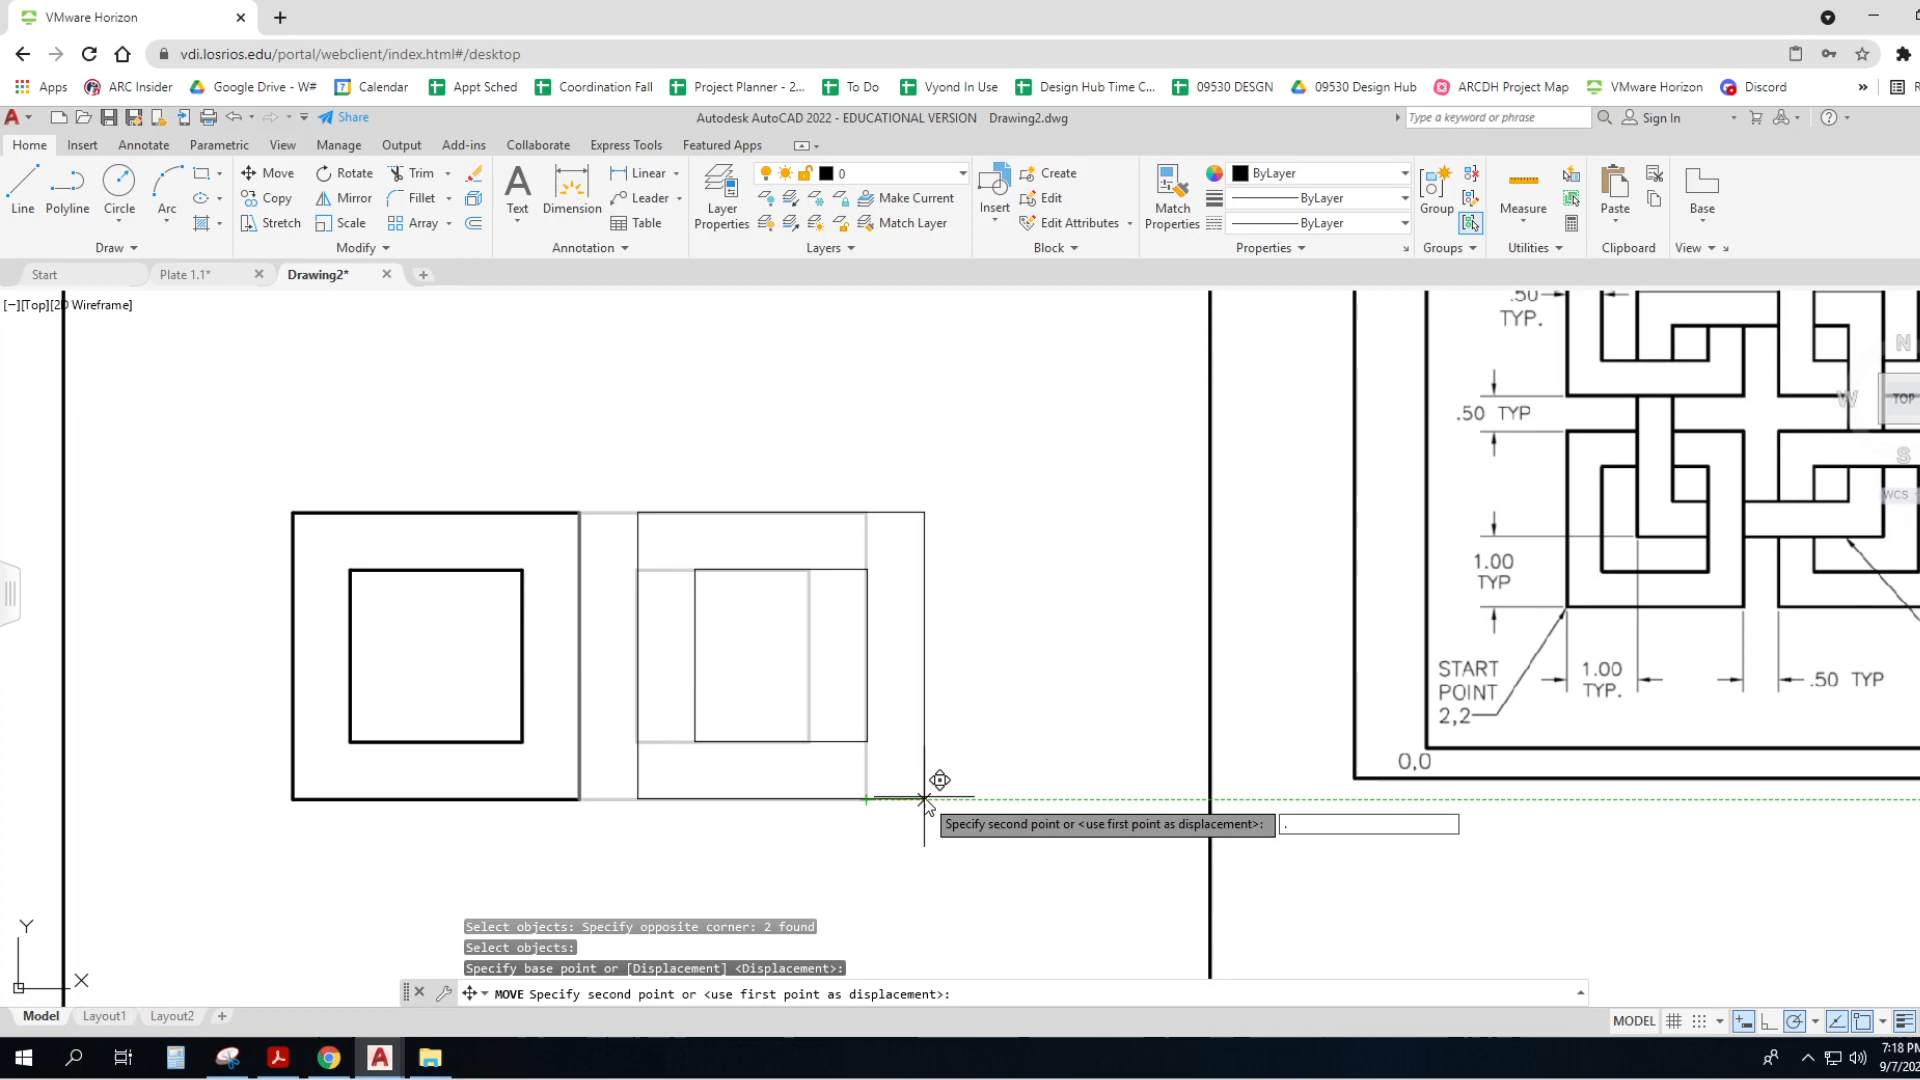 VMware Horizon
vdi.losrios.edu/portal/webclient/index.html#/desktop
Apps ARC Insider Google Drive - W# Calendar Appt Sched Coordination Fall Project Planner - 2... To Do Vyond In Use Design Hub Time C... 09530 DESGN 09530 Design Hub ARCDH Project Map VMware Horizon Discord »
Share Autodesk AutoCAD 2022 - EDUCATIONAL VERSION Drawing2.dwg Type a keyword or phrase Sign In
Home Insert Annotate Parametric View Manage Output Add-ins Collaborate Express Tools Featured Apps
Move Rotate Trim Linear 0 Create ByLayer
Copy Mirror Fillet Leader Make Current Edit ByLayer
Stretch Scale Array Table Match Layer Edit Attributes ByLayer
Line Polyline Circle Arc Text Dimension Layer Properties Insert Match Properties Group Measure Paste Base
Draw Modify Annotation Layers Block Properties Groups Utilities Clipboard View
Start Plate 1.1* Drawing2*
[−][Top][2D Wireframe]
.50
TYP.
N
W TOP
.50 TYP
S
WCS
1.00
TYP
START
POINT
2,2
1.00
TYP.
.50 TYP
0,0
Specify second point or <use first point as displacement>: .
Y
X
Select objects: Specify opposite corner: 2 found
Select objects:
Specify base point or [Displacement] <Displacement>:
MOVE Specify second point or <use first point as displacement>:
Model Layout1 Layout2 + MODEL
7:18 PM